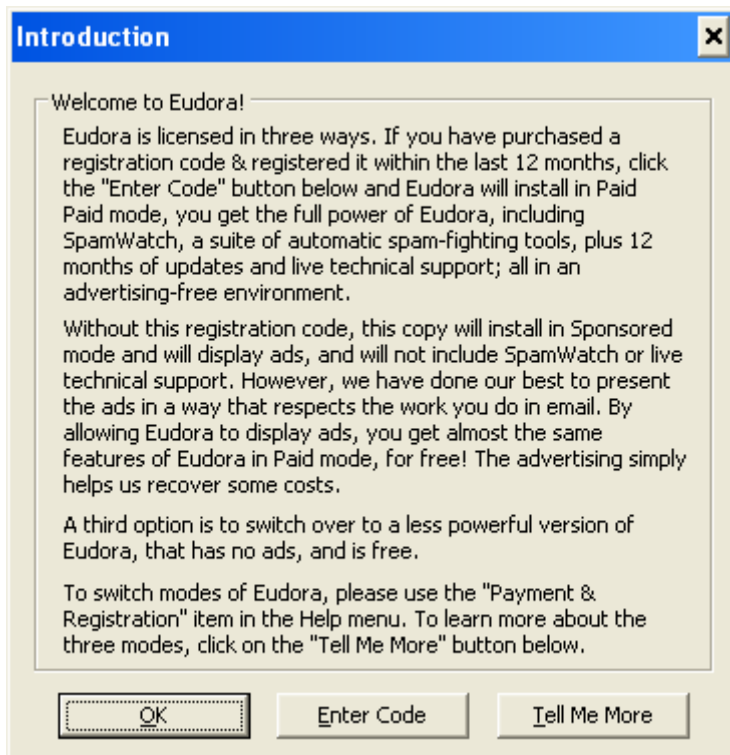 Introduction
Welcome to Eudora!
Eudora is licensed in three ways. If you have purchased a
registration code & registered it within the last 12 months, click
the "Enter Code" button below and Eudora will install in Paid
Paid mode, you get the full power of Eudora, including
SpamWatch, a suite of automatic spam-fighting tools, plus 12
months of updates and live technical support; all in an
advertising-free environment.
Without this registration code, this copy will install in Sponsored
mode and will display ads, and will not include SpamWatch or live
technical support. However, we have done our best to present
the ads in a way that respects the work you do in email. By
allowing Eudora to display ads, you get almost the same
features of Eudora in Paid mode, for free! The advertising simply
helps us recover some costs.
A third option is to switch over to a less powerful version of
Eudora, that has no ads, and is free.
To switch modes of Eudora, please use the "Payment &
Registration" item in the Help menu. To learn more about the
three modes, click on the "Tell Me More" button below.
OK Enter Code Tell Me More